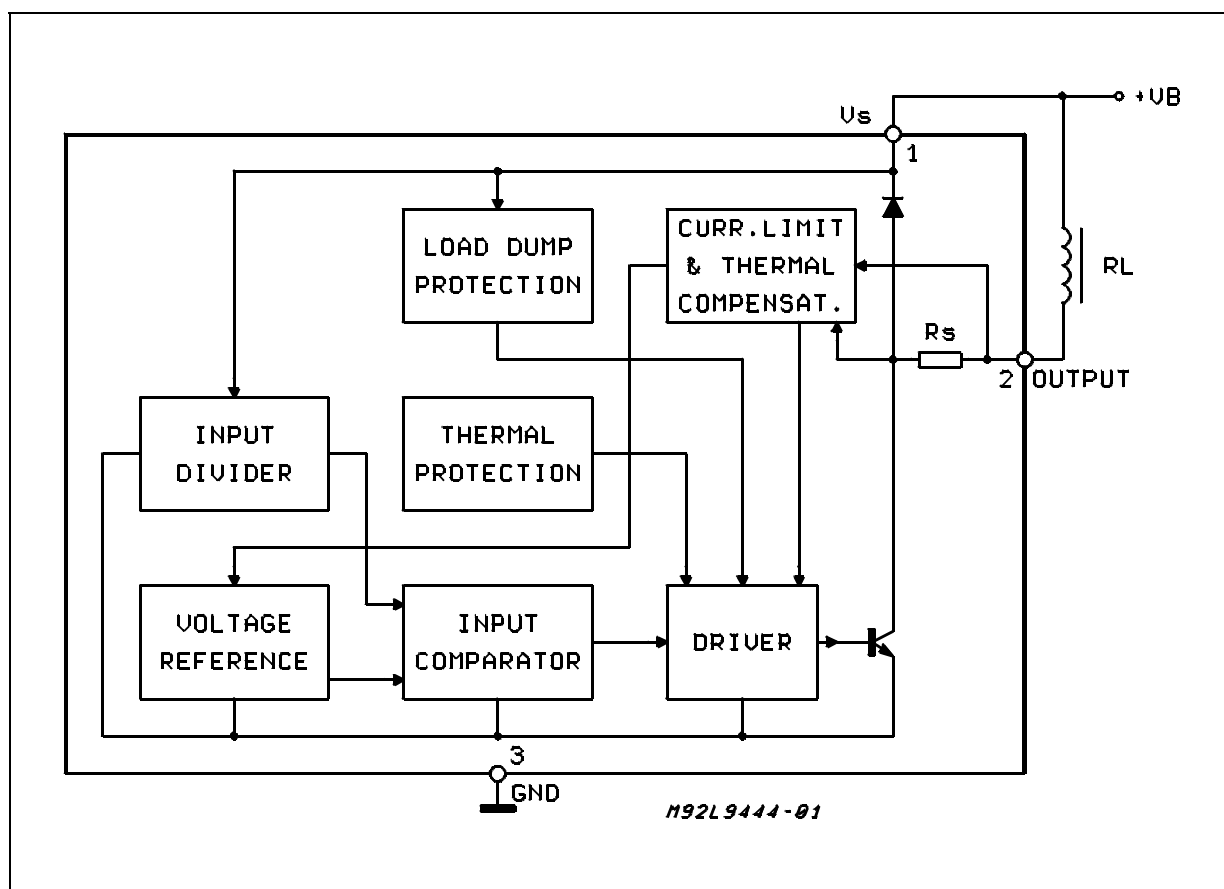 +VB
Vs
1
LOAD DUMP
PROTECTION
CURR.LIMIT
& THERMAL
COMPENSAT.
RL
Rs
2
OUTPUT
INPUT
DIVIDER
THERMAL
PROTECTION
VOLTAGE
REFERENCE
INPUT
COMPARATOR
DRIVER
3
GND
M92L9444-01